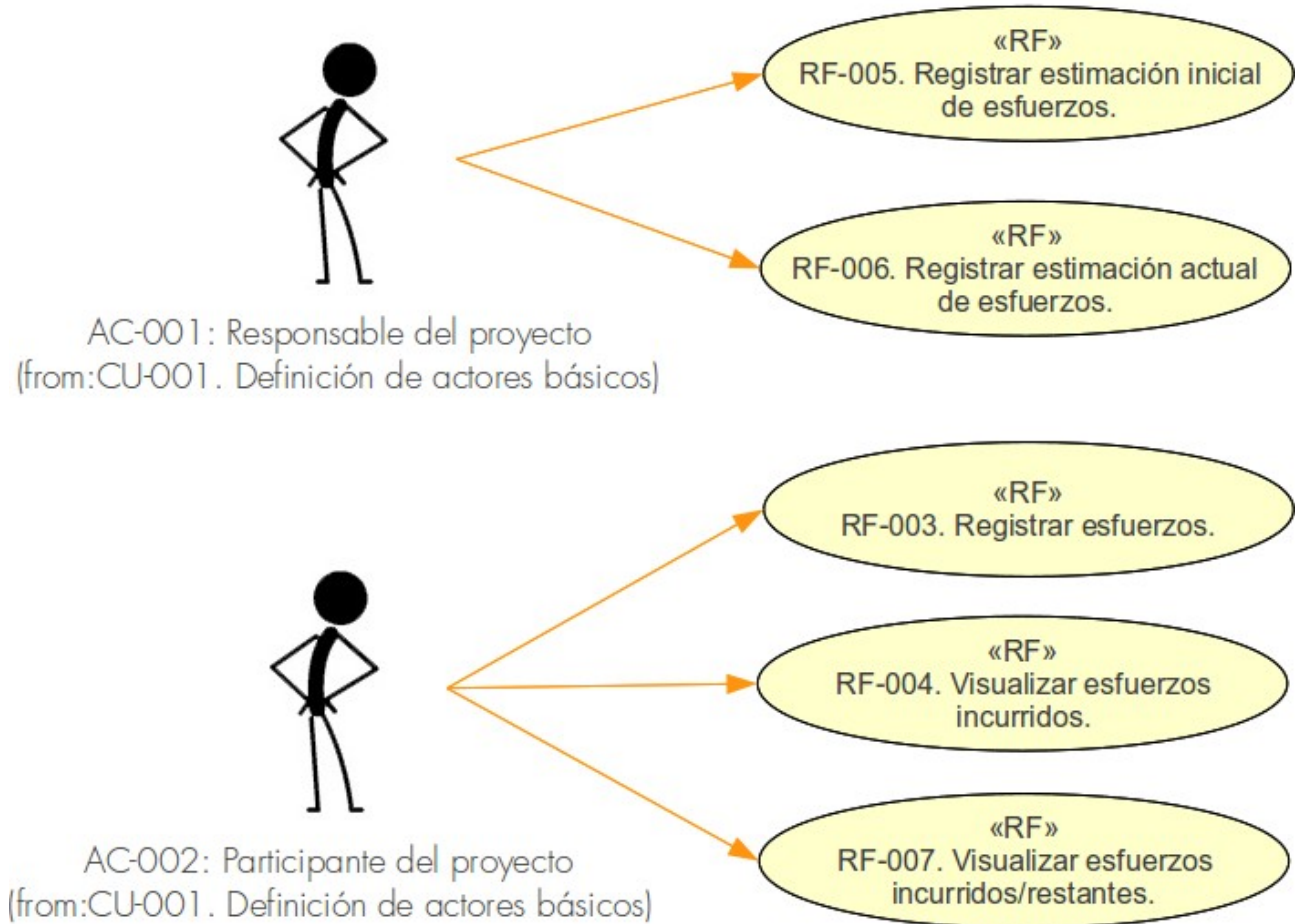 «RF»
RF-005. Registrar estimación inicial
de esfuerzos.
«RF»
RF-006. Registrar estimación actual
de esfuerzos.
AC-001: Responsable del proyecto
(from:CU-001. Definición de actores básicos)
«RF»
RF-003. Registrar esfuerzos.
«RF»
RF-004. Visualizar esfuerzos
incurridos.
«RF»
RF-007. Visualizar esfuerzos
incurridos/restantes.
AC-002: Participante del proyecto
(from:CU-001. Definición de actores básicos)